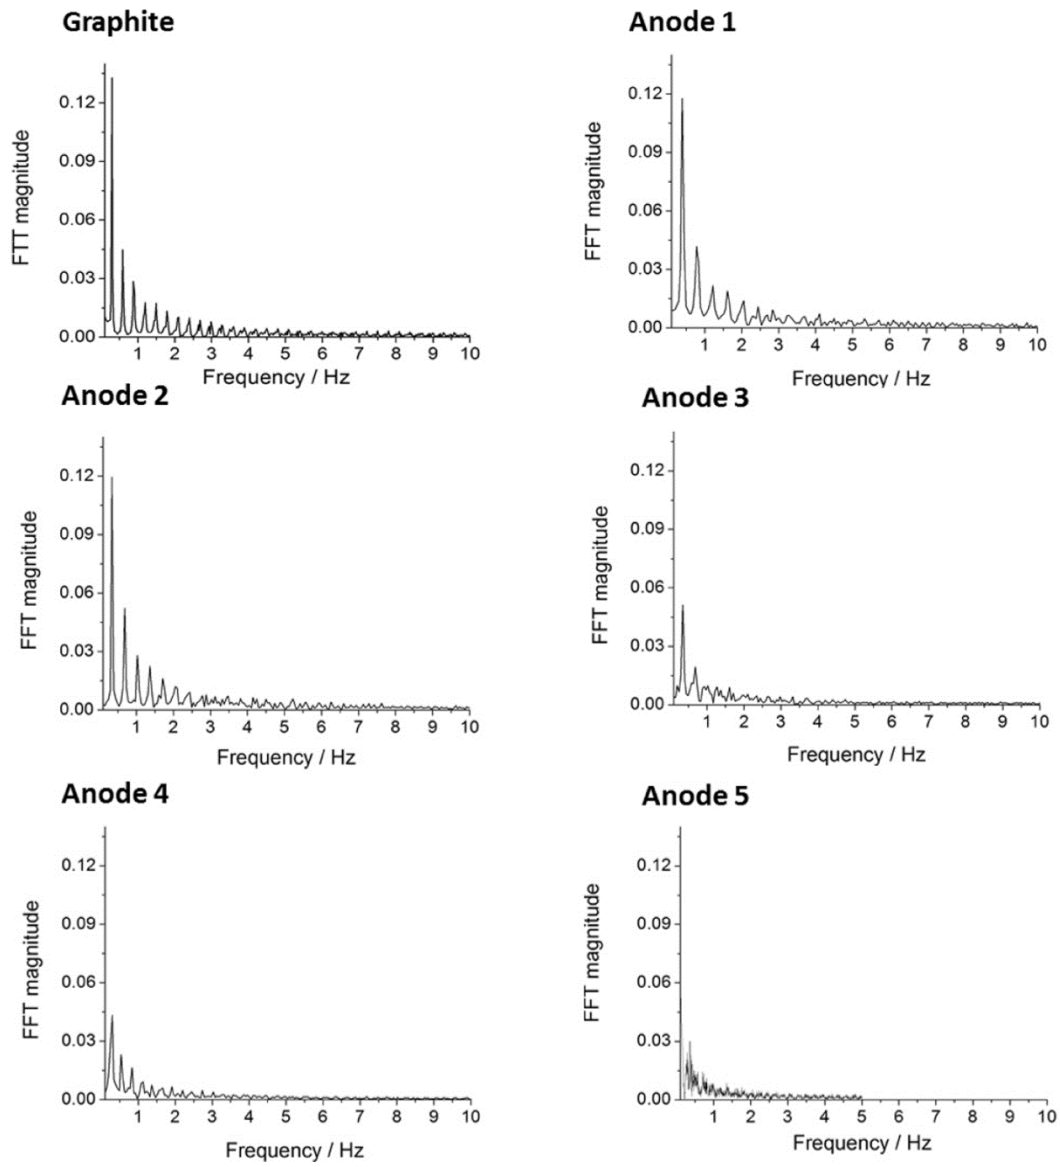 Graphite
FTT magnitude
0.12
0.09
0.06
0.03
0.00
1 2 3 4 5 6 7 8 9 10
Frequency / Hz
Anode 1
FFT magnitude
0.12
0.09
0.06
0.03
0.00
1 2 3 4 5 6 7 8 9 10
Frequency / Hz
Anode 2
FFT magnitude
0.12
0.09
0.06
0.03
0.00
1 2 3 4 5 6 7 8 9 10
Frequency / Hz
Anode 3
FFT magnitude
0.12
0.09
0.06
0.03
0.00
1 2 3 4 5 6 7 8 9 10
Frequency / Hz
Anode 4
FFT magnitude
0.12
0.09
0.06
0.03
0.00
1 2 3 4 5 6 7 8 9 10
Frequency / Hz
Anode 5
FFT magnitude
0.12
0.09
0.06
0.03
0.00
1 2 3 4 5 6 7 8 9 10
Frequency / Hz